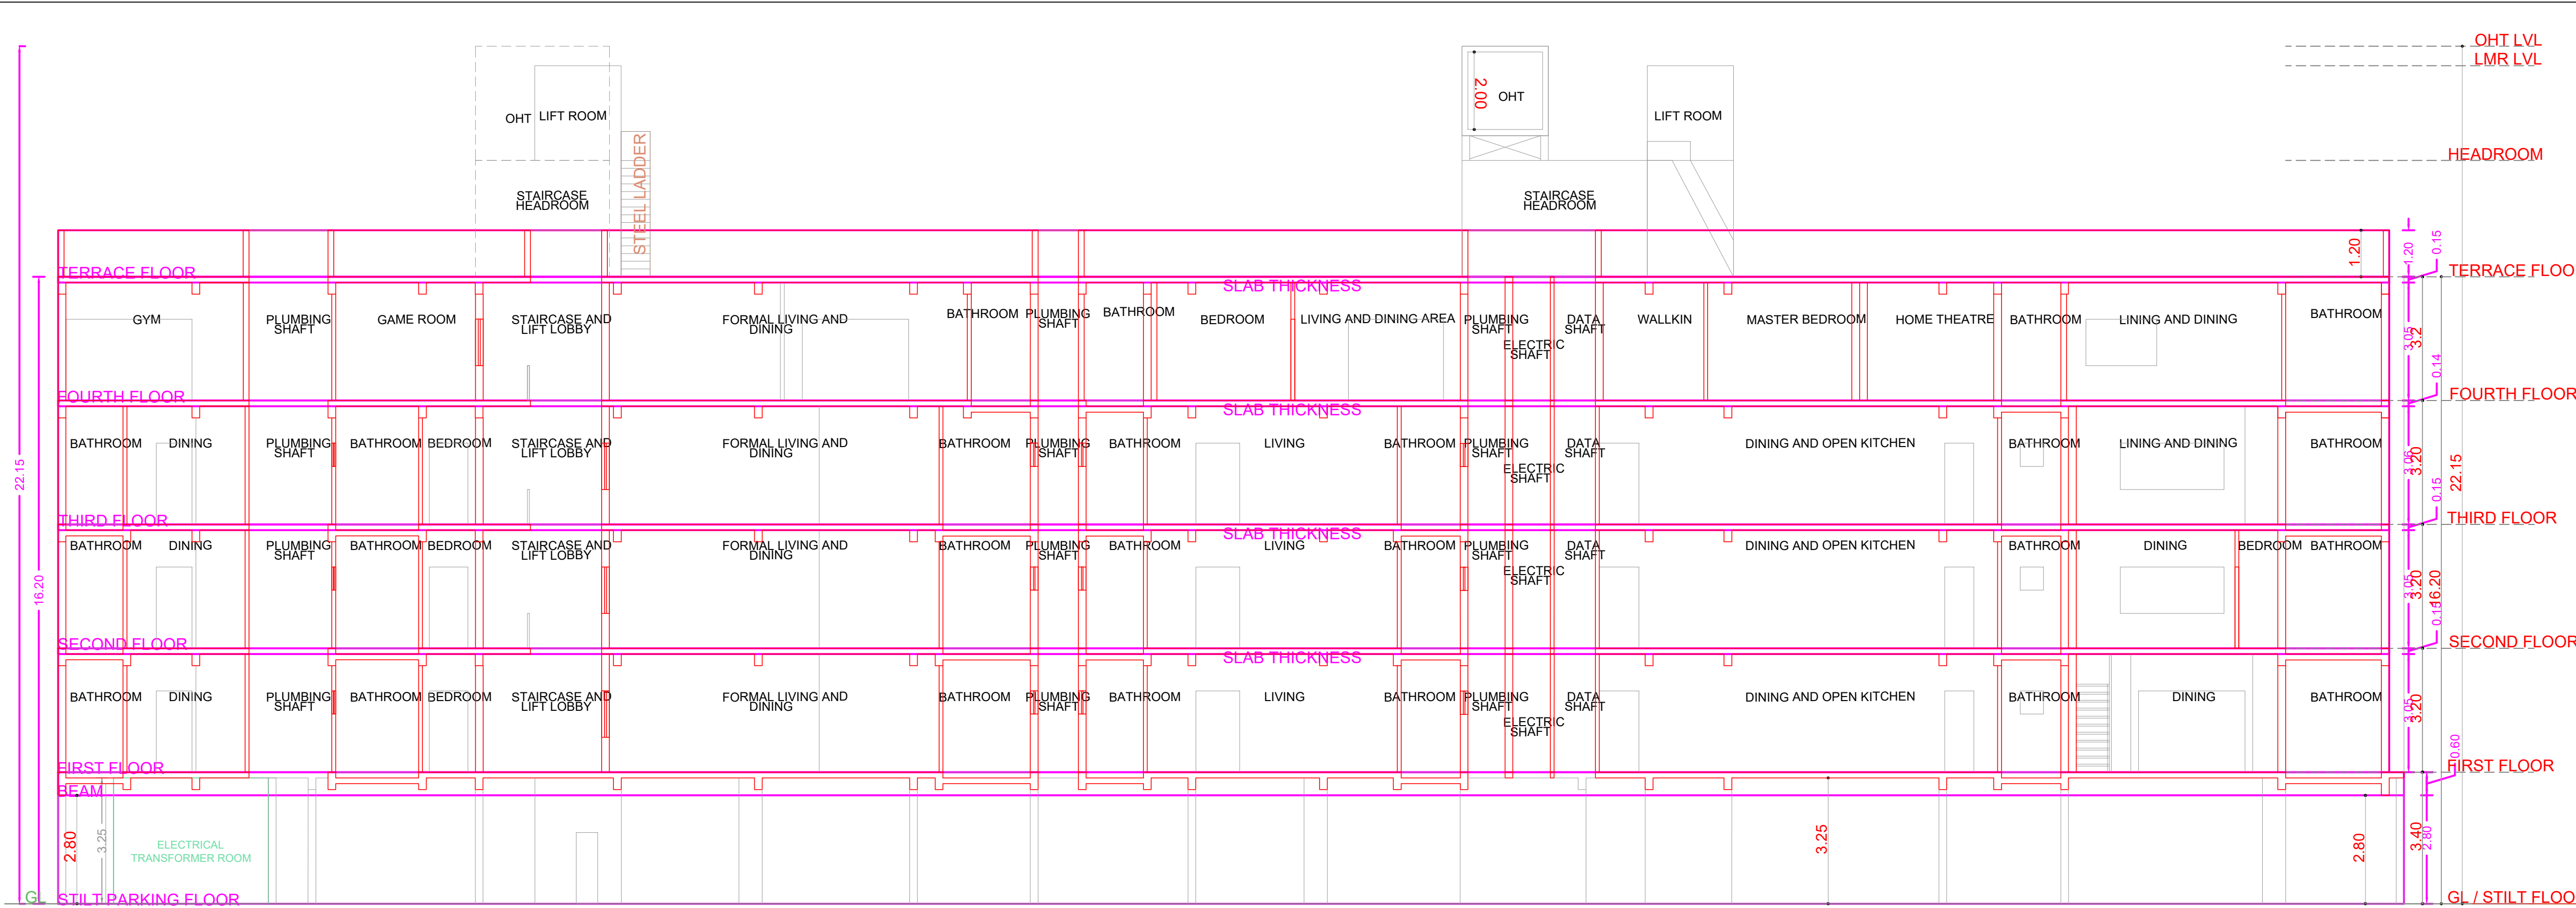 OHT LVL
LMR LVL
2.00
OHT
OHT
LIFT ROOM
LIFT ROOM
STEEL LADDER
HEADROOM
STAIRCASE
HEADROOM
STAIRCASE
HEADROOM
1.20
1.20
0.15
TERRACE FLOOR
TERRACE FLOO
SLAB THICKNESS
GYM
PLUMBING
SHAFT
GAME ROOM
STAIRCASE AND
LIFT LOBBY
FORMAL LIVING AND
DINING
BATHROOM
PLUMBING
SHAFT
BATHROOM
BEDROOM
LIVING AND DINING AREA
PLUMBING
SHAFT
ELECTRIC
SHAFT
DATA
SHAFT
WALLKIN
MASTER BEDROOM
HOME THEATRE
BATHROOM
LINING AND DINING
BATHROOM
3.05
3.2
0.14
FOURTH FLOOR
FOURTH FLOOR
SLAB THICKNESS
BATHROOM
DINING
PLUMBING
SHAFT
BATHROOM
BEDROOM
STAIRCASE AND
LIFT LOBBY
FORMAL LIVING AND
DINING
BATHROOM
PLUMBING
SHAFT
BATHROOM
LIVING
BATHROOM
PLUMBING
SHAFT
ELECTRIC
SHAFT
DATA
SHAFT
DINING AND OPEN KITCHEN
BATHROOM
LINING AND DINING
BATHROOM
3.06
3.20
22.15
22.15
0.15
THIRD FLOOR
THIRD FLOOR
SLAB THICKNESS
BATHROOM
DINING
PLUMBING
SHAFT
BATHROOM
BEDROOM
STAIRCASE AND
LIFT LOBBY
FORMAL LIVING AND
DINING
BATHROOM
PLUMBING
SHAFT
BATHROOM
LIVING
BATHROOM
PLUMBING
SHAFT
ELECTRIC
SHAFT
DATA
SHAFT
DINING AND OPEN KITCHEN
BATHROOM
DINING
BEDROOM
BATHROOM
16.20
3.05
3.20
16.20
0.15
SECOND FLOOR
SECOND FLOOR
SLAB THICKNESS
BATHROOM
DINING
PLUMBING
SHAFT
BATHROOM
BEDROOM
STAIRCASE AND
LIFT LOBBY
FORMAL LIVING AND
DINING
BATHROOM
PLUMBING
SHAFT
BATHROOM
LIVING
BATHROOM
PLUMBING
SHAFT
ELECTRIC
SHAFT
DATA
SHAFT
DINING AND OPEN KITCHEN
BATHROOM
DINING
BATHROOM
3.05
3.20
0.60
FIRST FLOOR
FIRST FLOOR
BEAM
2.80
3.25
ELECTRICAL
TRANSFORMER ROOM
3.25
2.80
3.40
2.80
GL
STILT PARKING FLOOR
GL / STILT FLOO